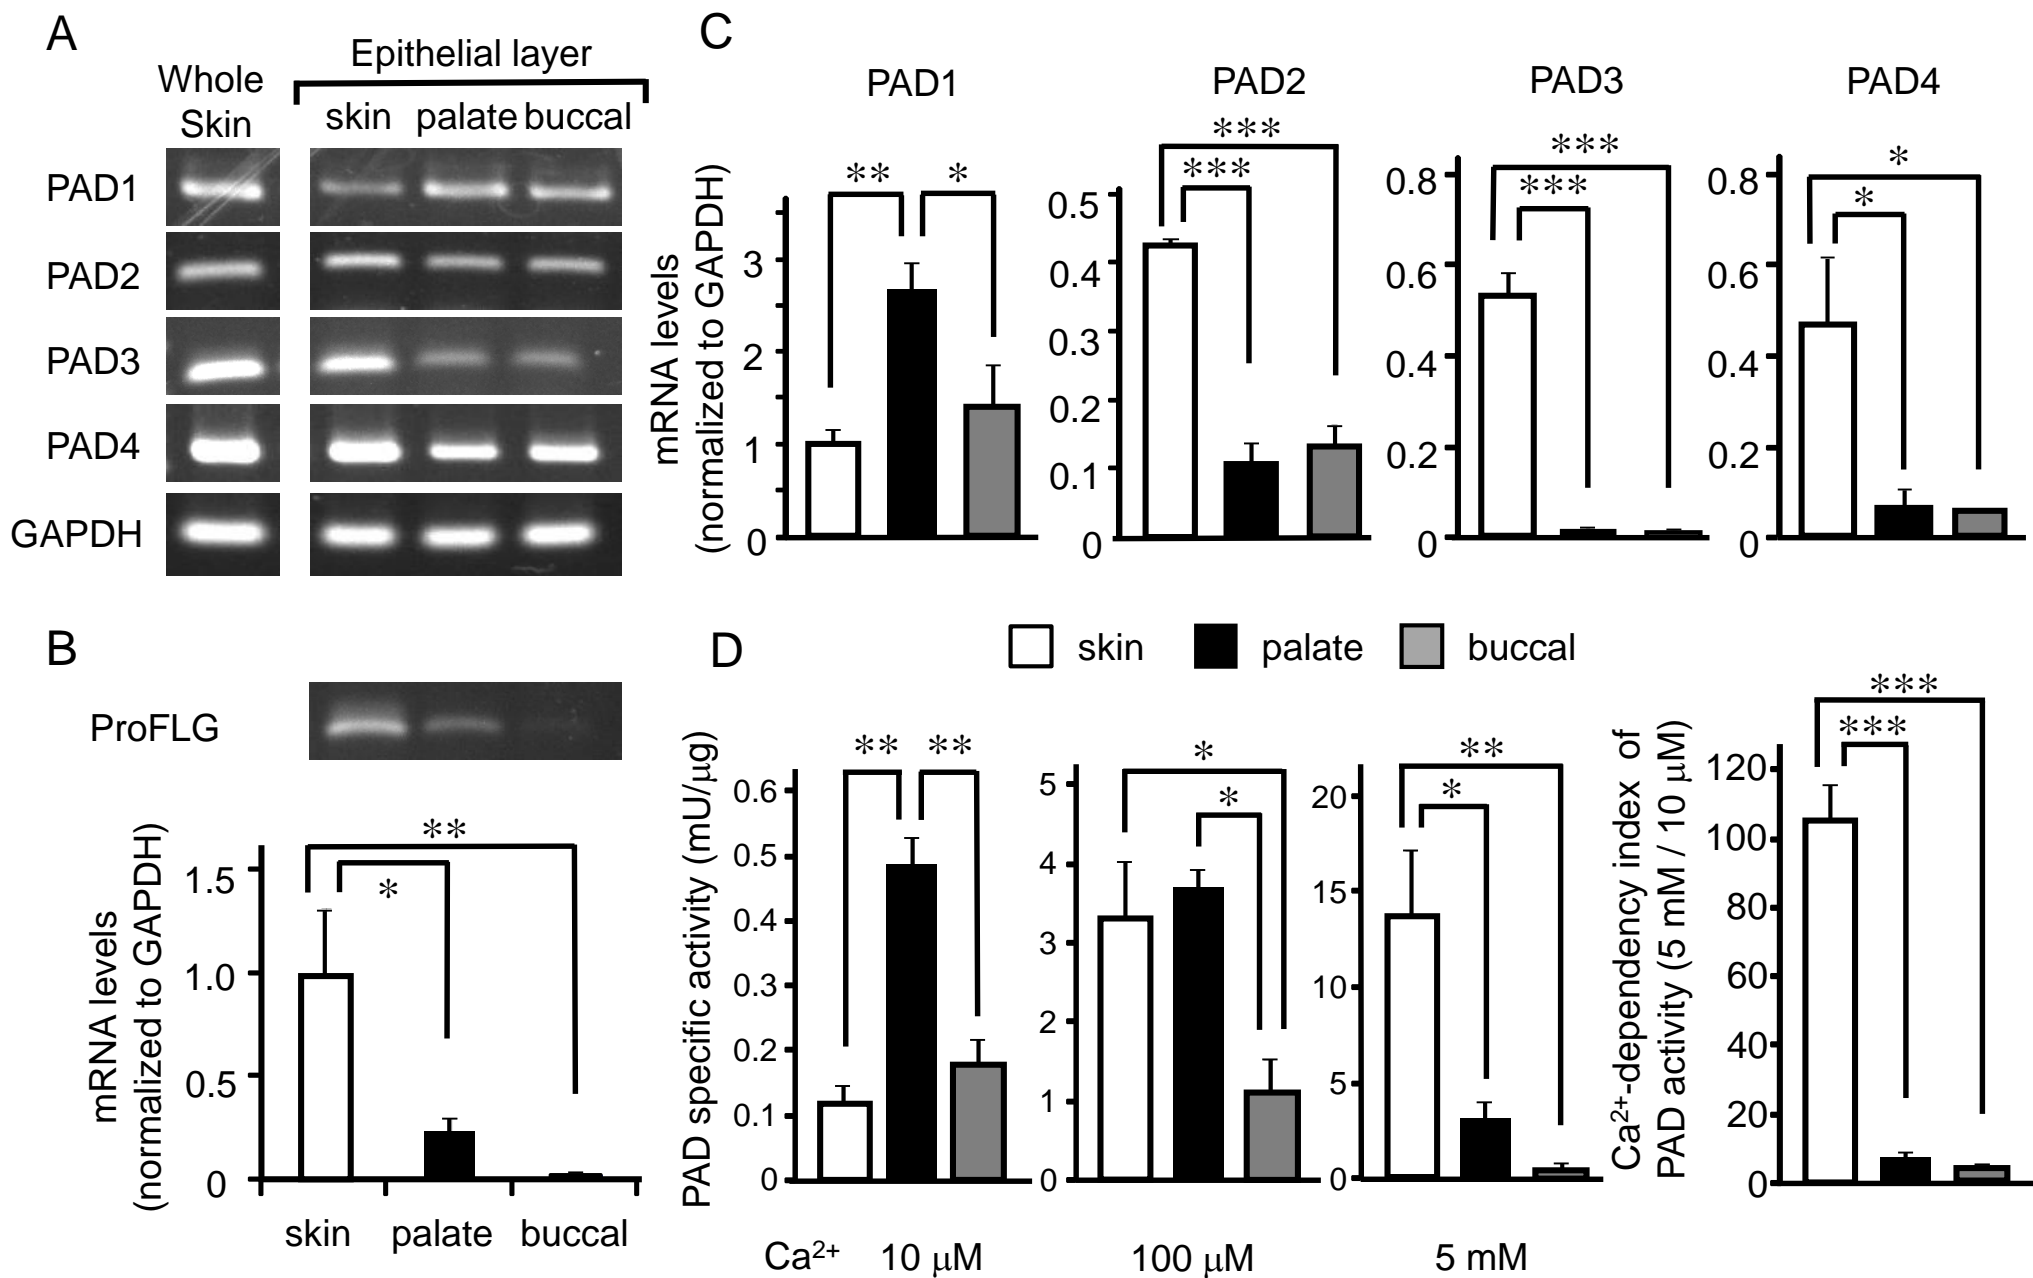 A
Whole
Skin
Epithelial layer
skin palate buccal
PAD1
PAD2
PAD3
PAD4
GAPDH
B
ProFLG
mRNA levels
(normalized to GAPDH)
1.5
1.0
0.5
0
**
*
skin palate buccal
C
mRNA levels
(normalized to GAPDH)
PAD1
** *
3
2
1
0
PAD2
***
***
0.5
0.4
0.3
0.2
0.1
0
PAD3
***
***
0.8
0.6
0.4
0.2
0
PAD4
*
*
0.8
0.6
0.4
0.2
0
skin palate buccal
D
PAD specific activity (mU/μg)
** **
0.6
0.5
0.4
0.3
0.2
0.1
0
*
*
5
4
3
2
1
0
**
*
20
15
10
5
0
Ca2+-dependency index of
PAD activity (5 mM / 10 μM)
***
***
120
100
80
60
40
20
0
Ca2+ 10 μM 100 μM 5 mM